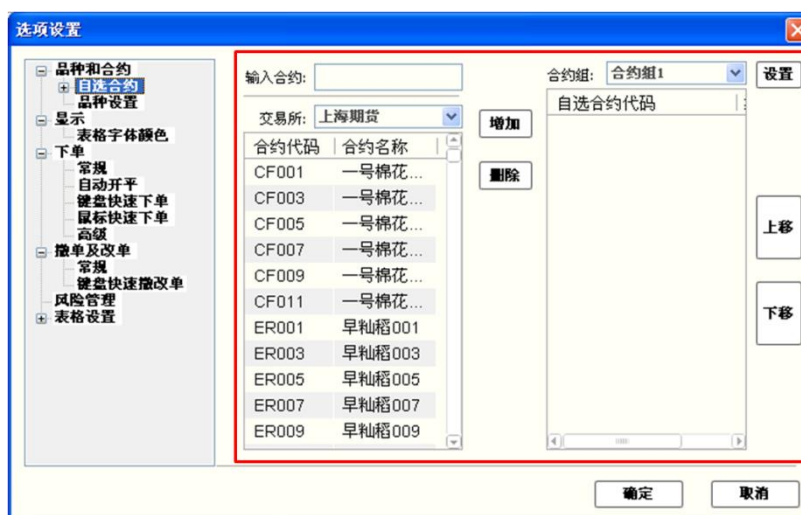 选项设置
品种和合约
自选合约
品种设置
显示
表格字体颜色
下单
常规
自动开平
键盘快速下单
鼠标快速下单
高级
撤单及改单
常规
键盘快速撤改单
风险管理
表格设置
输入合约:
交易所: 上海期货
合约代码 合约名称
CF001 一号棉花...
CF003 一号棉花...
CF005 一号棉花...
CF007 一号棉花...
CF009 一号棉花...
CF011 一号棉花...
ER001 早籼稻001
ER003 早籼稻003
ER005 早籼稻005
ER007 早籼稻007
ER009 早籼稻009
增加
删除
合约组: 合约组1 设置
自选合约代码
上移
下移
确定 取消